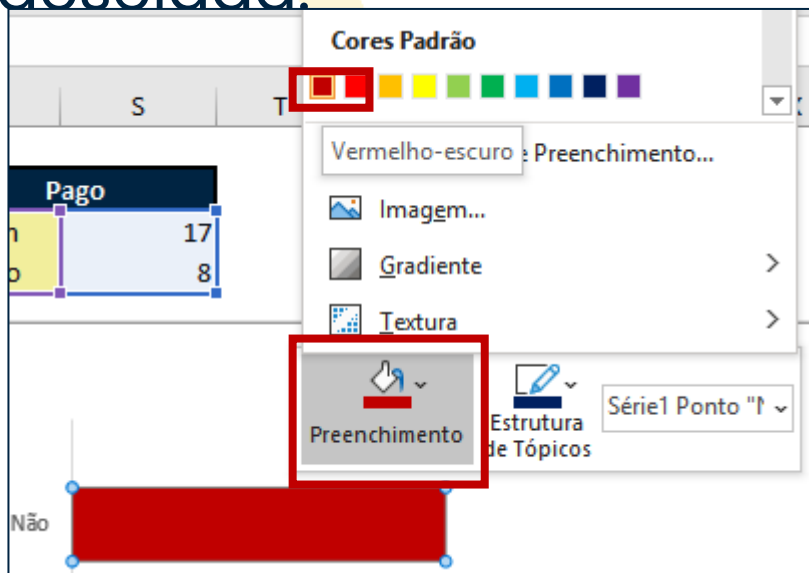 Cores Padrão
S T
Vermelho-escuro Preenchimento...
Pago
Imagem...
17
Gradiente
o 8
Textura
Preenchimento
Estrutura
de Tópicos
Série1 Ponto "N
Não